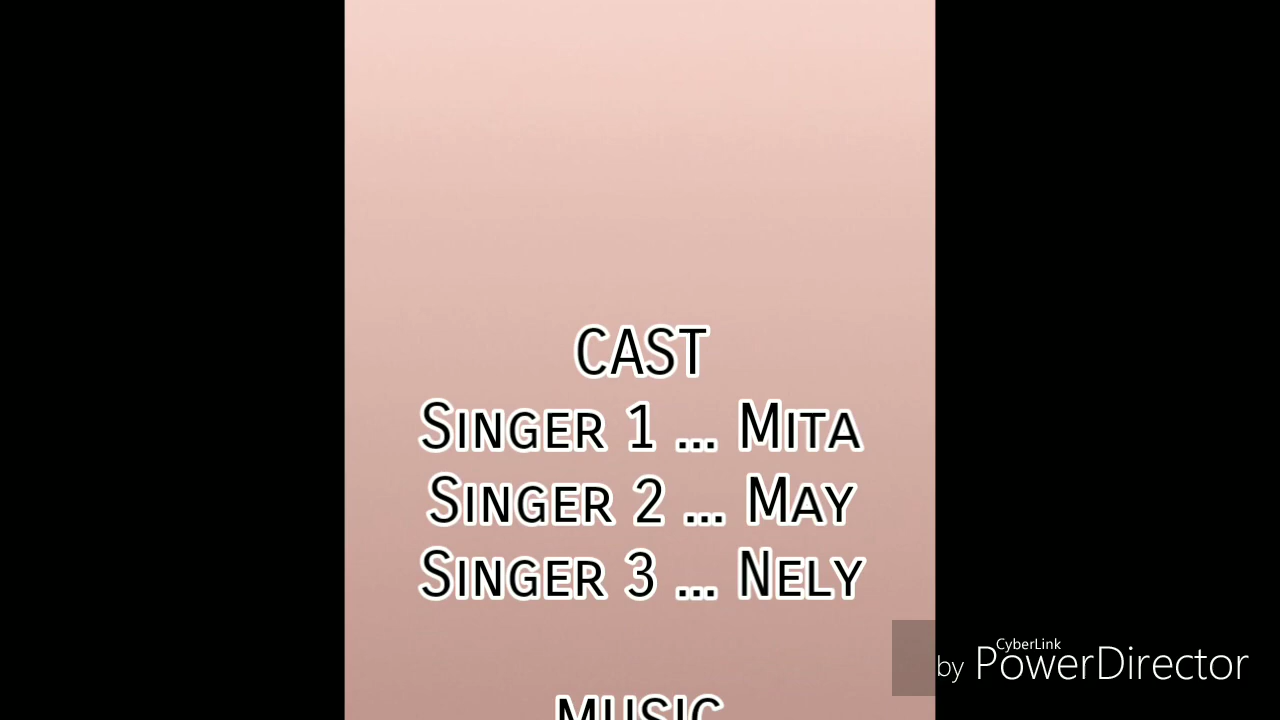 CAST
Singer 1 ... Mita
Singer 2 ... May
Singer 3 ... Nely
MUSIC
CyberLink
by PowerDirector